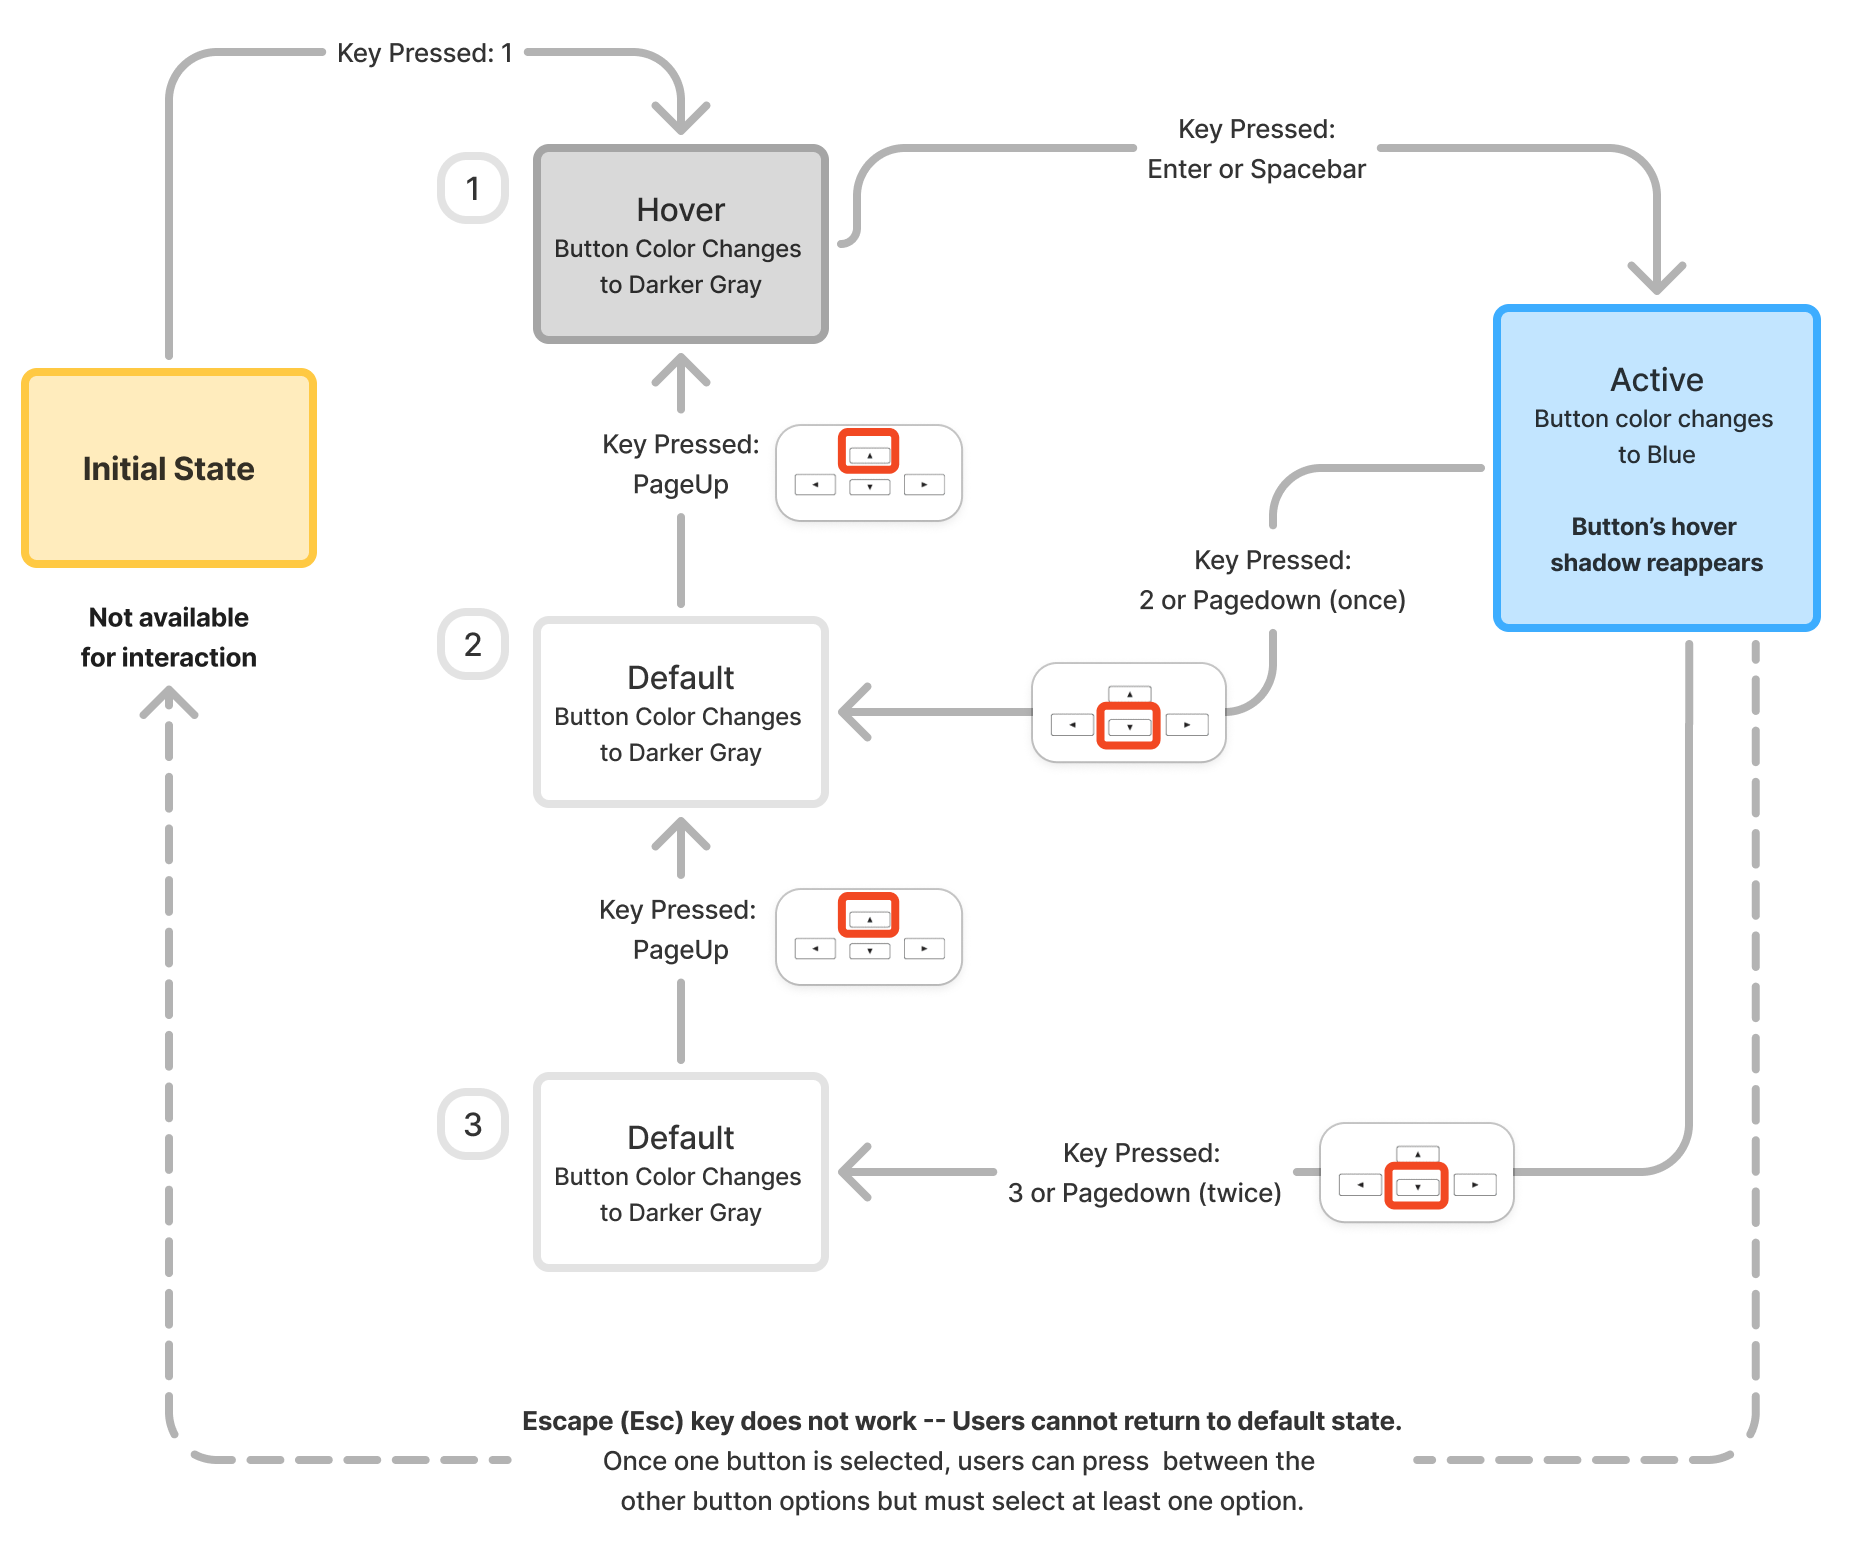 Key Pressed: 1
Key Pressed:
Enter or Spacebar
1
Hover
Button Color Changes
to Darker Gray
Active
Button color changes
to Blue
Button’s hover
shadow reappears
Initial State
Not available
for interaction
Key Pressed:
PageUp
Key Pressed:
2 or Pagedown (once)
2
Default
Button Color Changes
to Darker Gray
Key Pressed:
PageUp
3
Default
Button Color Changes
to Darker Gray
Key Pressed:
3 or Pagedown (twice)
Escape (Esc) key does not work -- Users cannot return to default state.
Once one button is selected, users can press  between the
other button options but must select at least one option.